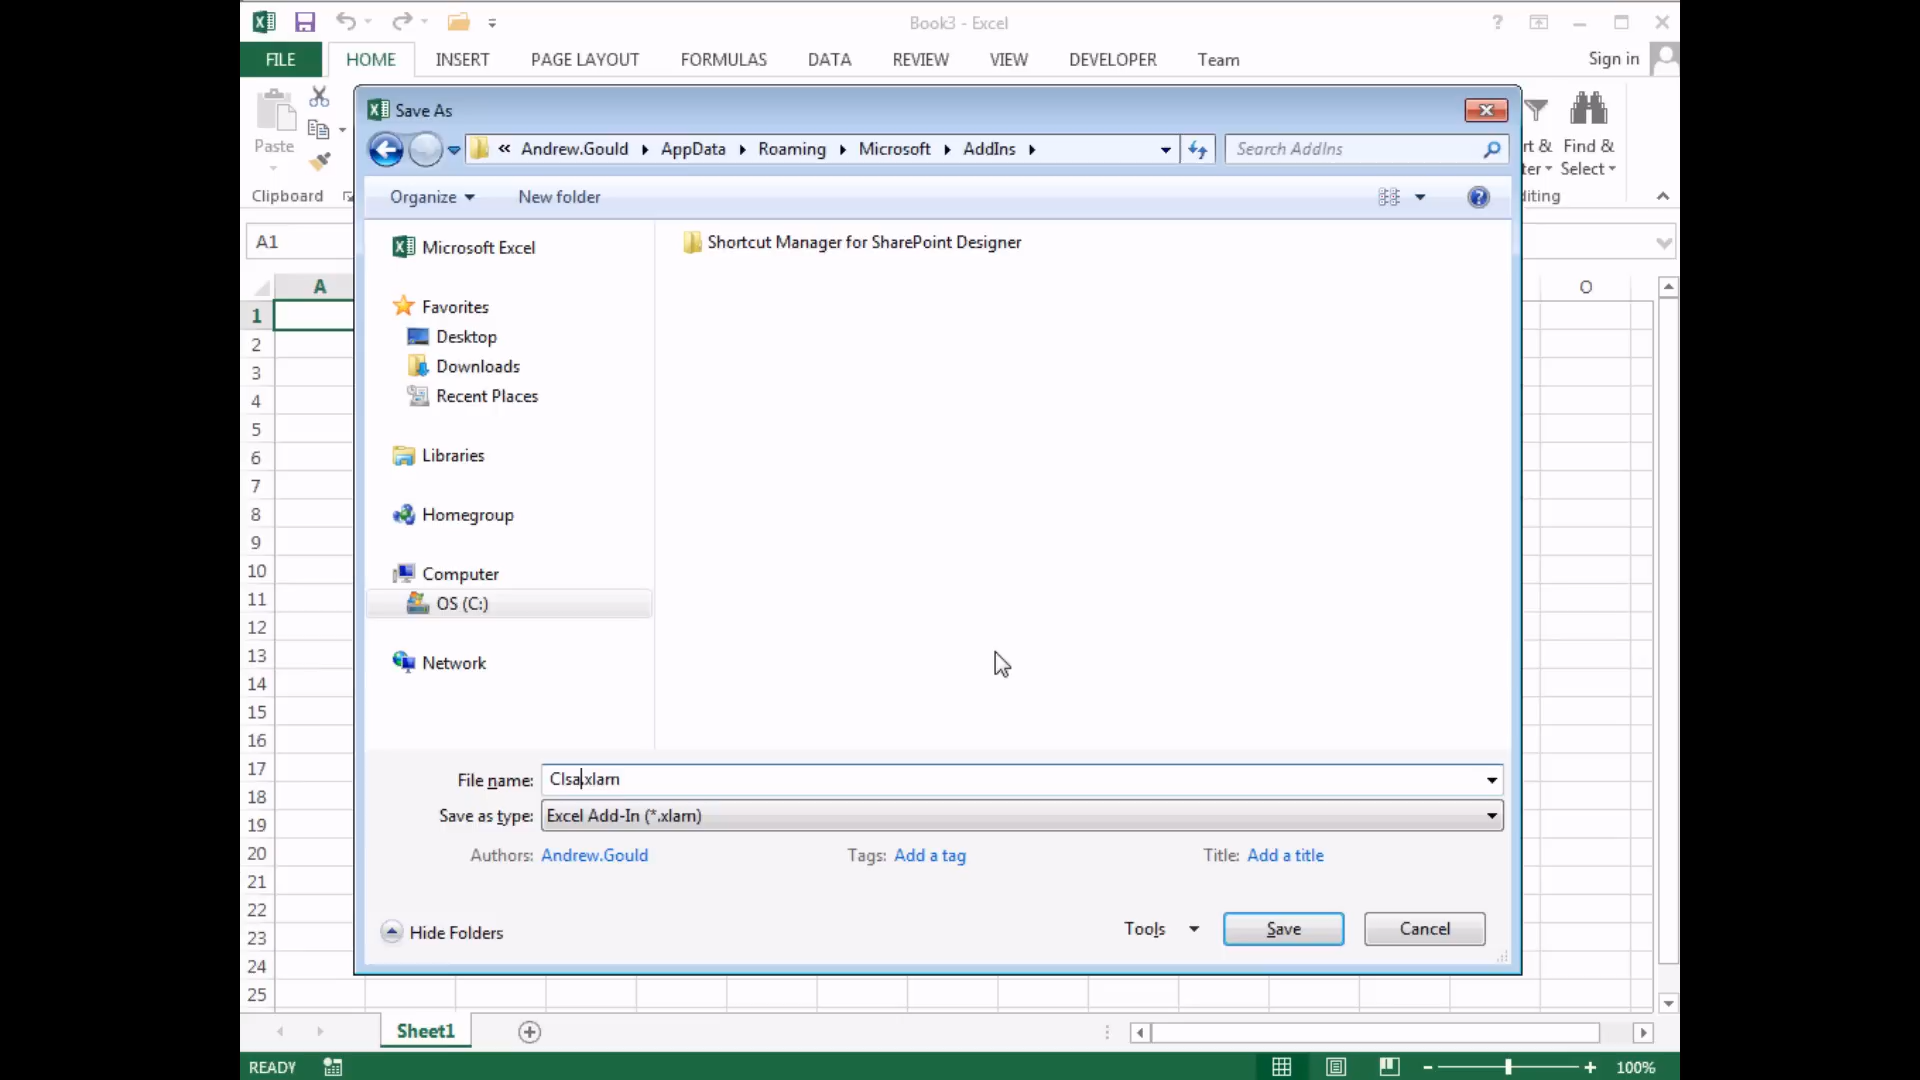 Book3 - Excel
?
FILE HOME INSERT PAGE LAYOUT FORMULAS DATA REVIEW VIEW DEVELOPER Team Sign in
Save As
« Andrew.Gould AppData Roaming Microsoft AddIns Search AddIns
Paste
rt & Find &
ter Select
Clipboard
diting
Organize New folder
A1
Microsoft Excel
Shortcut Manager for SharePoint Designer
Favorites
Desktop
Downloads
Recent Places
Libraries
Homegroup
Computer
OS (C:)
Network
A O
1
2
3
4
5
6
7
8
9
10
11
12
13
14
15
16
17
18
19
20
21
22
23
24
25
File name: Clsa.xlam
Save as type: Excel Add-In (*.xlam)
Authors: Andrew.Gould Tags: Add a tag Title: Add a title
Hide Folders Tools Save Cancel
Sheet1
READY 100%